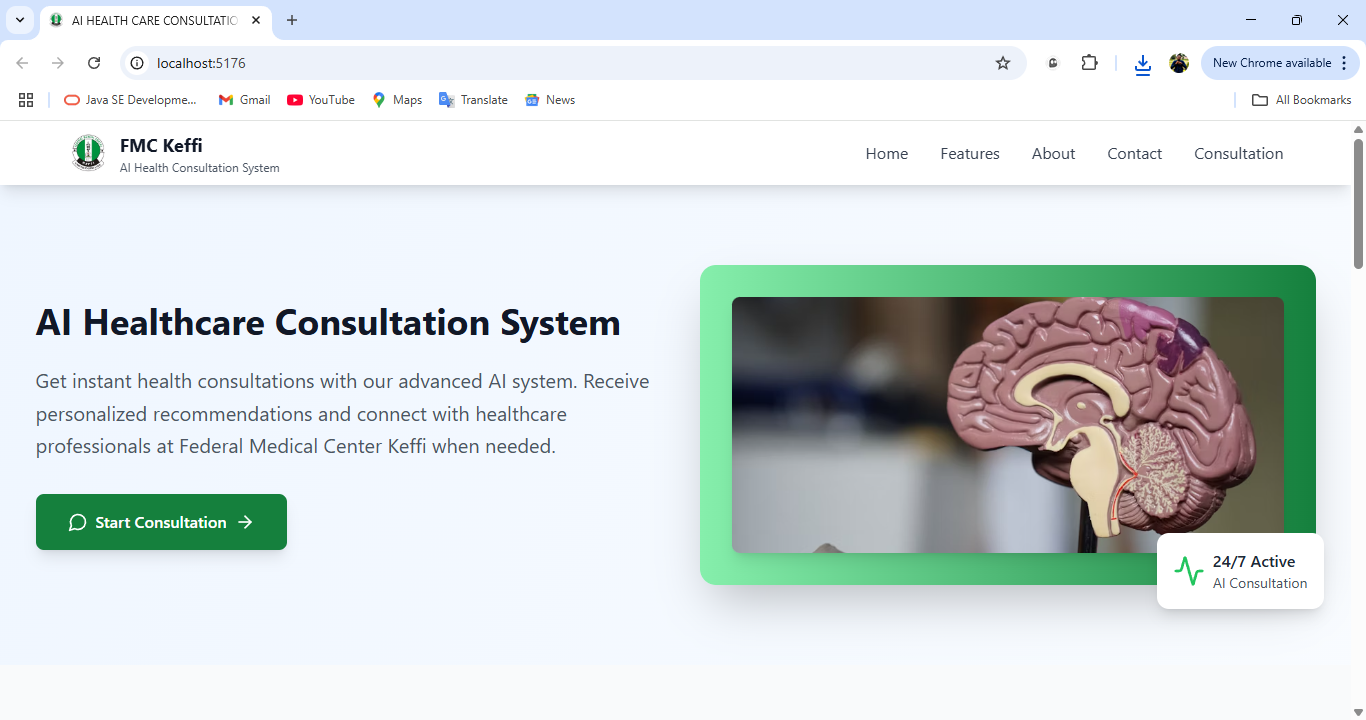 AI HEALTH CARE CONSULTATIO
localhost:5176
New Chrome available
Java SE Developme...
Gmail
YouTube
Maps
Translate
News
All Bookmarks
FMC Keffi
AI Health Consultation System
Home
Features
About
Contact
Consultation
AI Healthcare Consultation System
Get instant health consultations with our advanced AI system. Receive
personalized recommendations and connect with healthcare
professionals at Federal Medical Center Keffi when needed.
Start Consultation
24/7 Active
AI Consultation